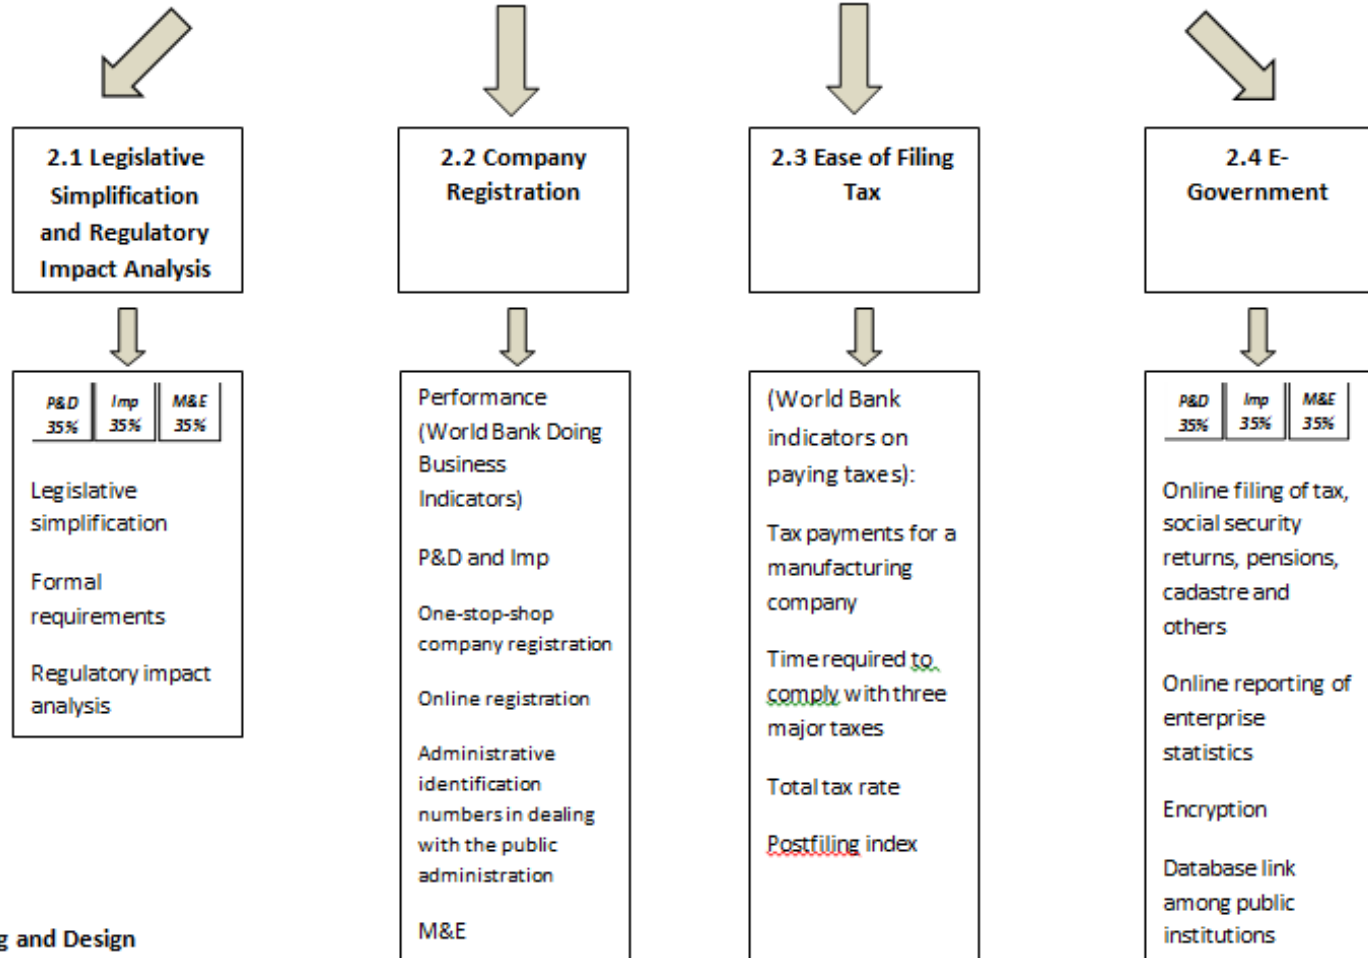 2.1 Legislative
Simplification
and Regulatory
Impact Analysis
2.2 Company
Registration
2.3 Ease of Filing
Tax
2.4 E-
Government
P&D
35%
Imp
35%
M&E
35%
Legislative
simplification
Formal
requirements
Regulatory impact
analysis
Performance
(World Bank Doing
Business
Indicators)
P&D and Imp
One-stop-shop
company registration
Online registration
Administrative
identification
numbers in dealing
with the public
administration
M&E
(World Bank
indicators on
paying taxes):
Tax payments for a
manufacturing
company
Time required to
comply with three
major taxes
Total tax rate
Postfiling index
P&D
35%
Imp
35%
M&E
35%
Online filing of tax,
social security
returns, pensions,
cadastre and
others
Online reporting of
enterprise
statistics
Encryption
Database link
among public
institutions
g and Design